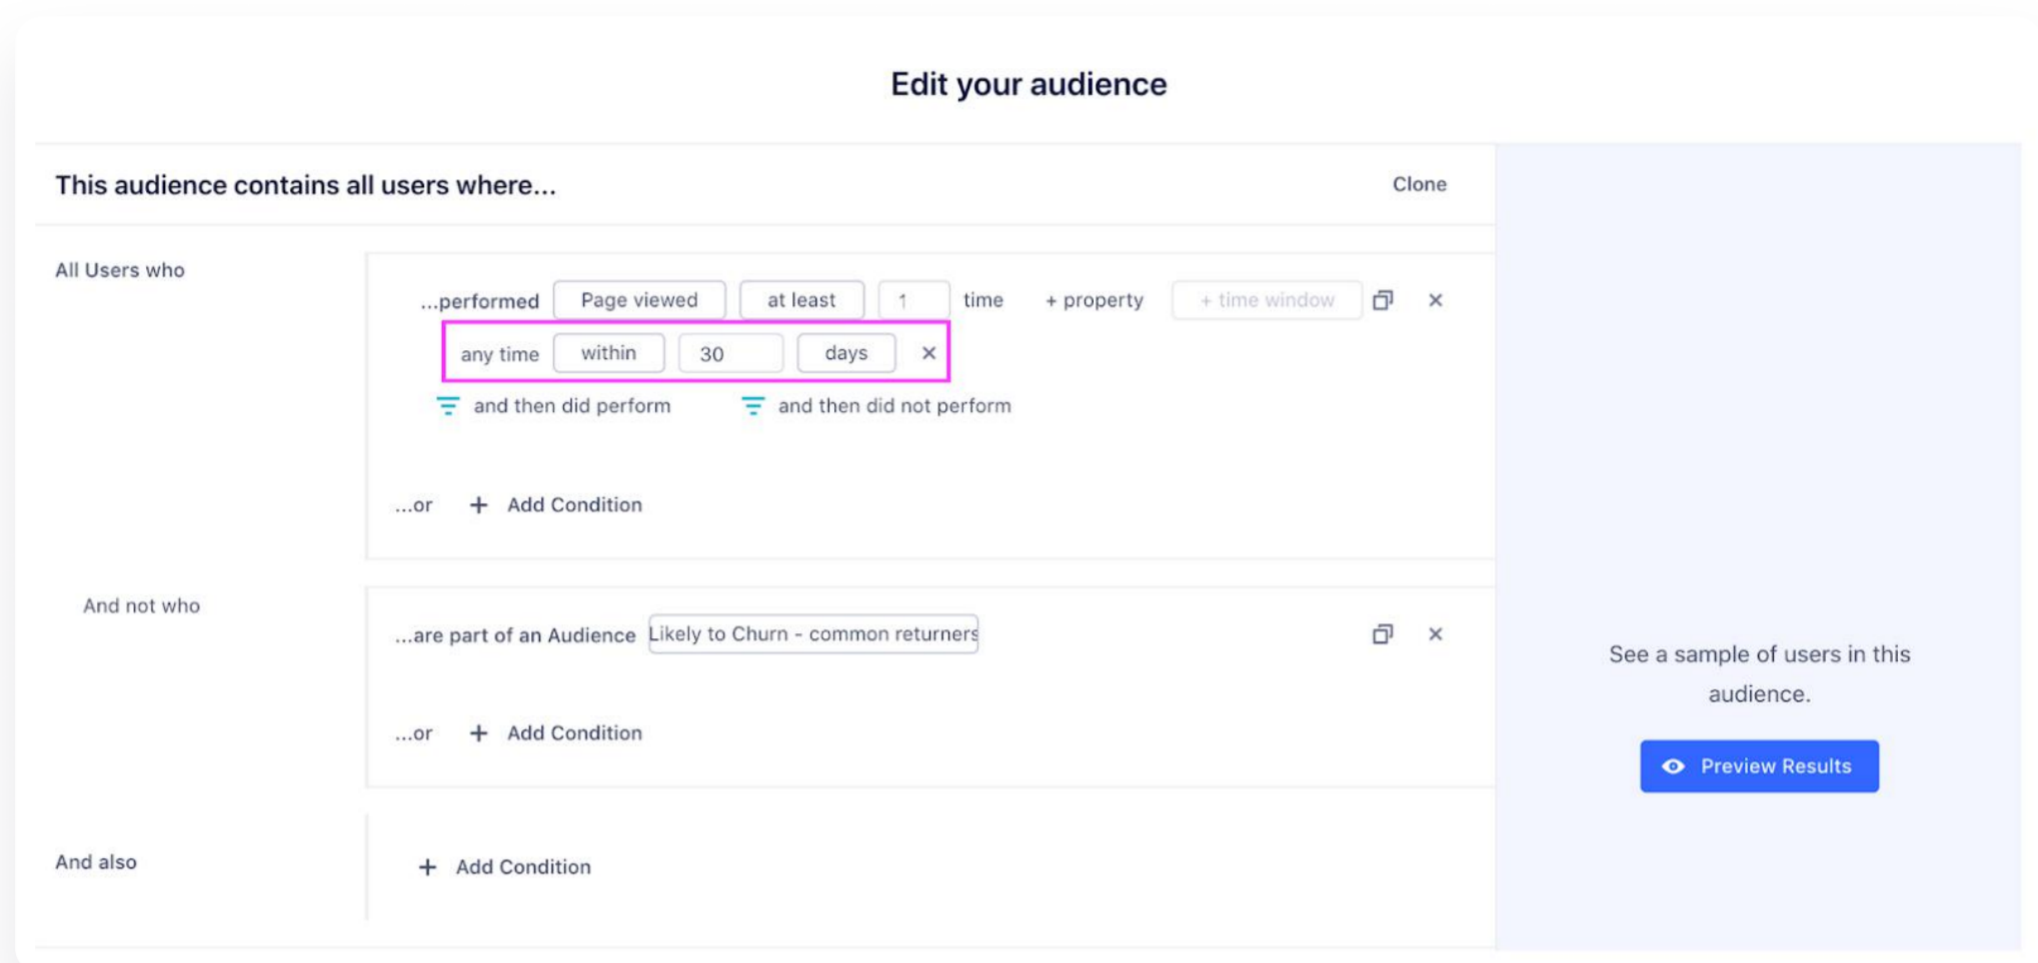 Edit your audience
This audience contains all users where...
Clone
All Users who
...performed Page viewed at least 1 time + property + time window
any time within 30 days
and then did perform and then did not perform
...or + Add Condition
And not who
...are part of an Audience Likely to Churn - common returners
...or + Add Condition
And also
+ Add Condition
See a sample of users in this
audience.
Preview Results